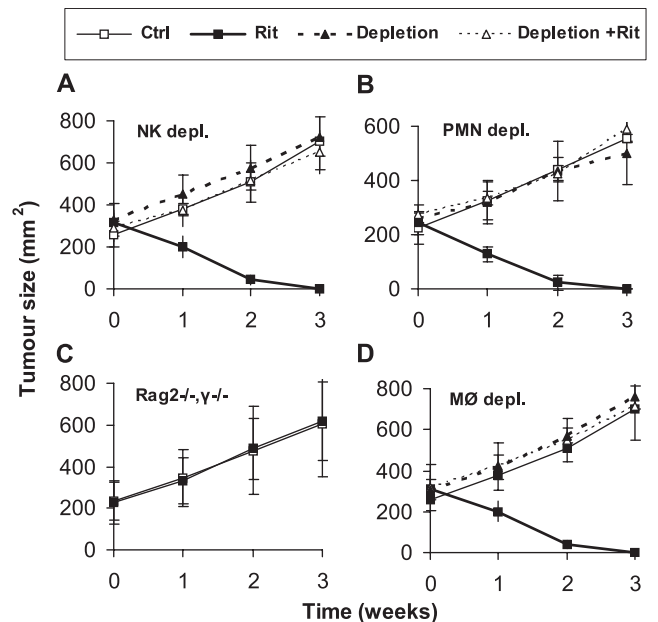 Ctrl Rit Depletion Depletion +Rit
A B
NK depl. PMN depl.
800 600
600
400 400
200 200
0 0
0 1 2 3 0 1 2 3
C D
Rag2-/-,γ-/- MØ depl.
800 800
600 600
400 400
200 200
0 0
0 1 2 3 0 1 2 3
Tumour size (mm²)
Time (weeks)